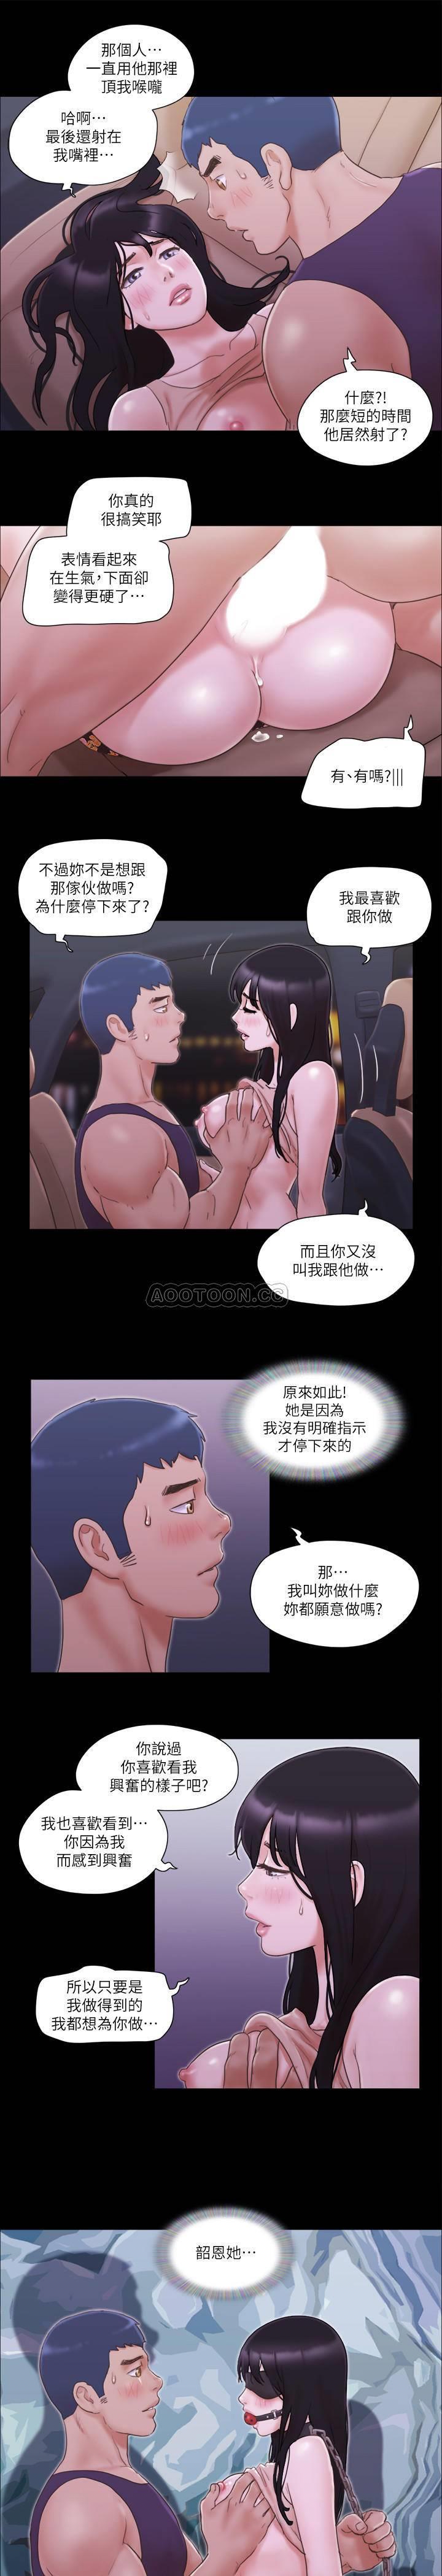 那個人⋯
一直用他那裡
頂我喉嚨
哈啊⋯
最後還射在
我嘴裡⋯
什麼?!
那麼短的時間
他居然射了?
你真的
很搞笑耶
表情看起來
在生氣,下面卻
變得更硬了⋯
有、有嗎?|||
不過妳不是想跟
那傢伙做嗎?
為什麼停下來了?
我最喜歡
跟你做
而且你又沒
叫我跟他做⋯
AOOTOON.CC
原來如此!
她是因為
我沒有明確指示
才停下來的
那⋯
我叫妳做什麼
妳都願意做嗎?
你說過
你喜歡看我
興奮的樣子吧?
我也喜歡看到⋯
你因為我
而感到興奮
所以只要是
我做得到的
我都想為你做⋯
韶恩她⋯